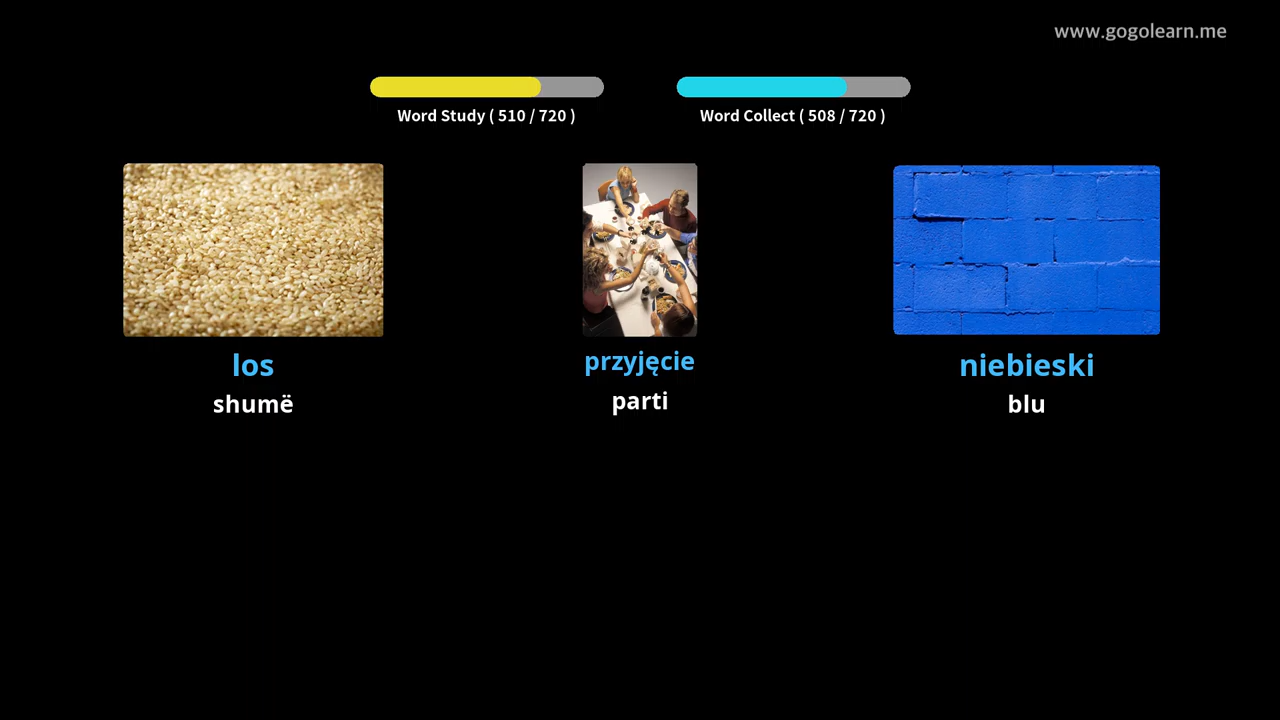 www.gogolearn.me
Word Study ( 510 / 720 )
Word Collect ( 508 / 720 )
los
przyjęcie
niebieski
shumë
parti
blu